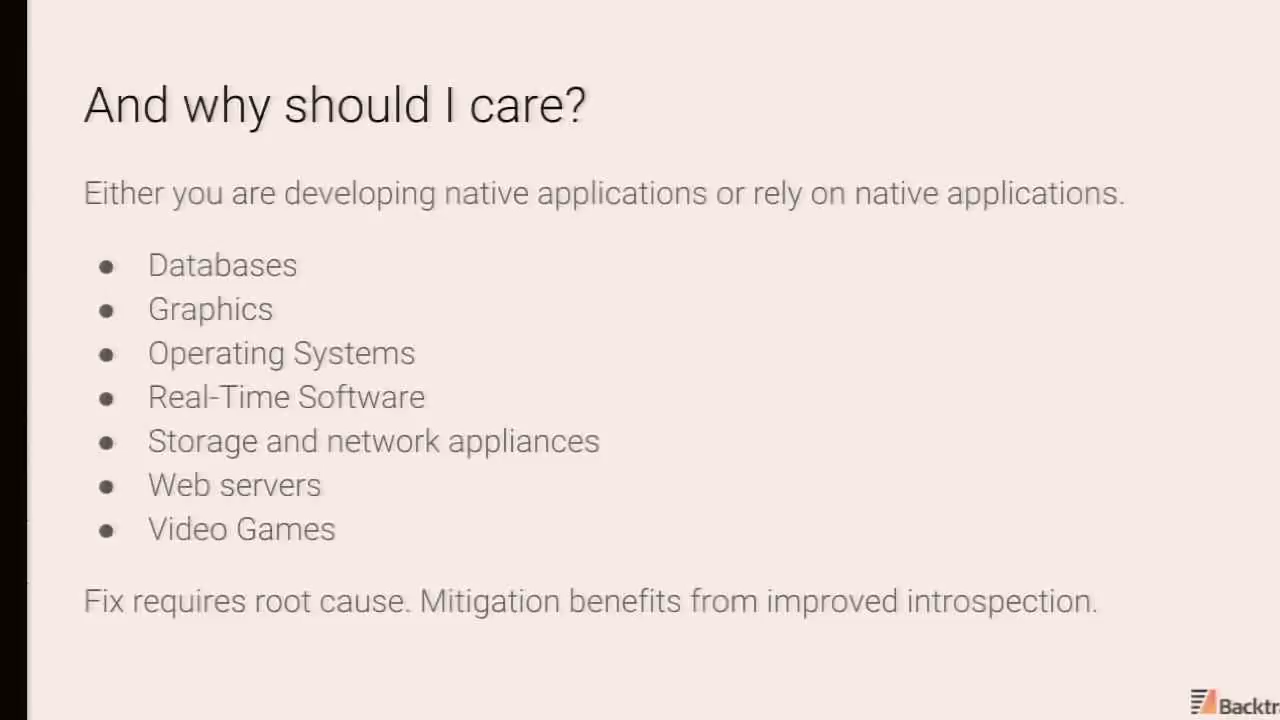 And why should I care?
Either you are developing native applications or rely on native applications.
● Databases
● Graphics
● Operating Systems
● Real-Time Software
● Storage and network appliances
● Web servers
● Video Games
Fix requires root cause. Mitigation benefits from improved introspection.
Backtr